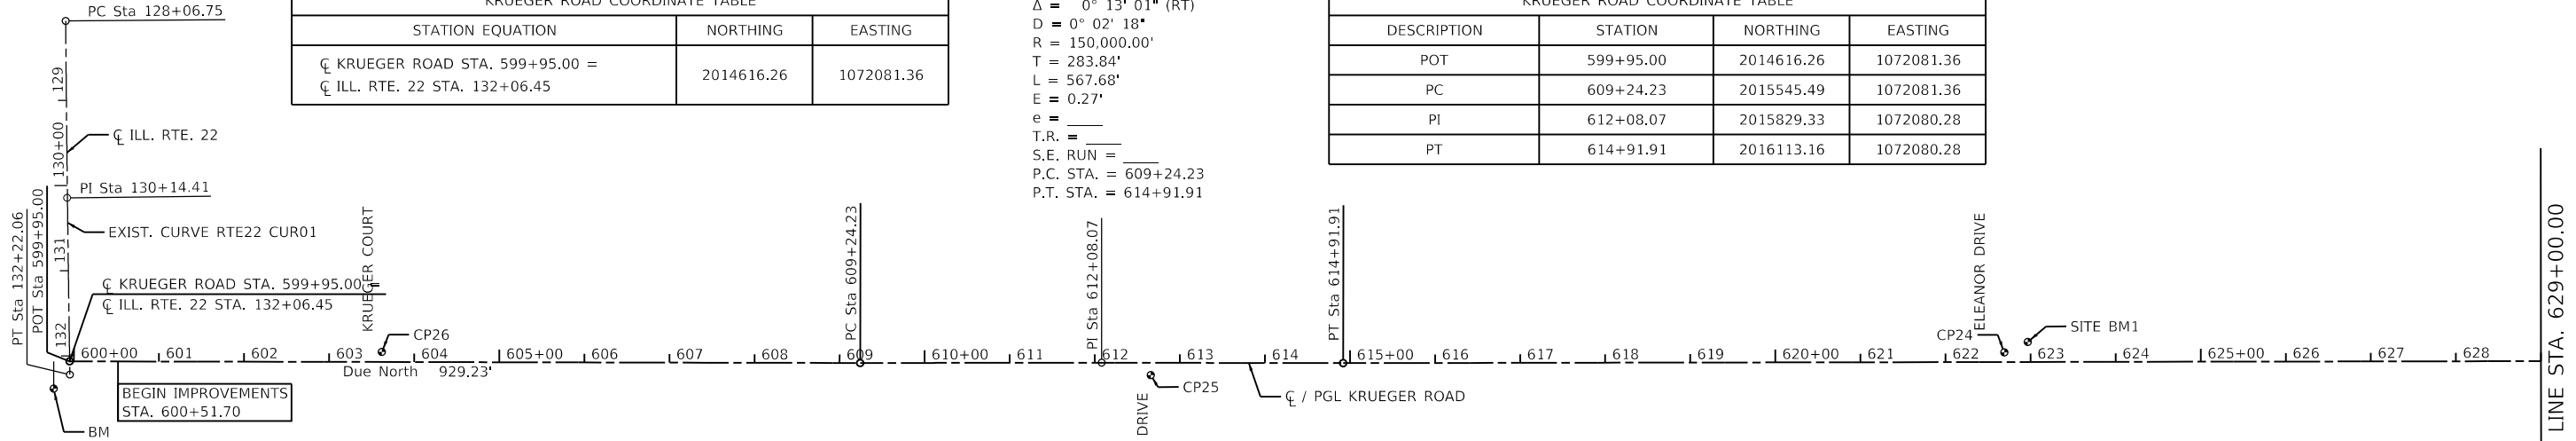 PC Sta 128+06.75
129
130+00
℄ ILL. RTE. 22
PI Sta 130+14.41
EXIST. CURVE RTE22 CUR01
131
132
PT Sta 132+22.06
POT Sta 599+95.00
℄ KRUEGER ROAD STA. 599+95.00 =
℄ ILL. RTE. 22 STA. 132+06.45
KRUEGER ROAD COORDINATE TABLE
STATION EQUATION NORTHING EASTING
℄ KRUEGER ROAD STA. 599+95.00 =
℄ ILL. RTE. 22 STA. 132+06.45
2014616.26 1072081.36
Δ = 0° 13' 01" (RT)
D = 0° 02' 18"
R = 150,000.00'
T = 283.84'
L = 567.68'
E = 0.27'
e = ____
T.R. = ____
S.E. RUN = ____
P.C. STA. = 609+24.23
P.T. STA. = 614+91.91
KRUEGER ROAD COORDINATE TABLE
DESCRIPTION STATION NORTHING EASTING
POT 599+95.00 2014616.26 1072081.36
PC 609+24.23 2015545.49 1072081.36
PI 612+08.07 2015829.33 1072080.28
PT 614+91.91 2016113.16 1072080.28
KRUEGER COURT
CP26
PC Sta 609+24.23
PI Sta 612+08.07
PT Sta 614+91.91
ELEANOR DRIVE
CP24
SITE BM1
600+00 601 602 603 604 605+00 606 607 608 609 610+00 611 612 613 614 615+00 616 617 618 619 620+00 621 622 623 624 625+00 626 627 628
Due North 929.23'
BEGIN IMPROVEMENTS
STA. 600+51.70
BM
DRIVE
CP25
℄ / PGL KRUEGER ROAD
LINE STA. 629+00.00